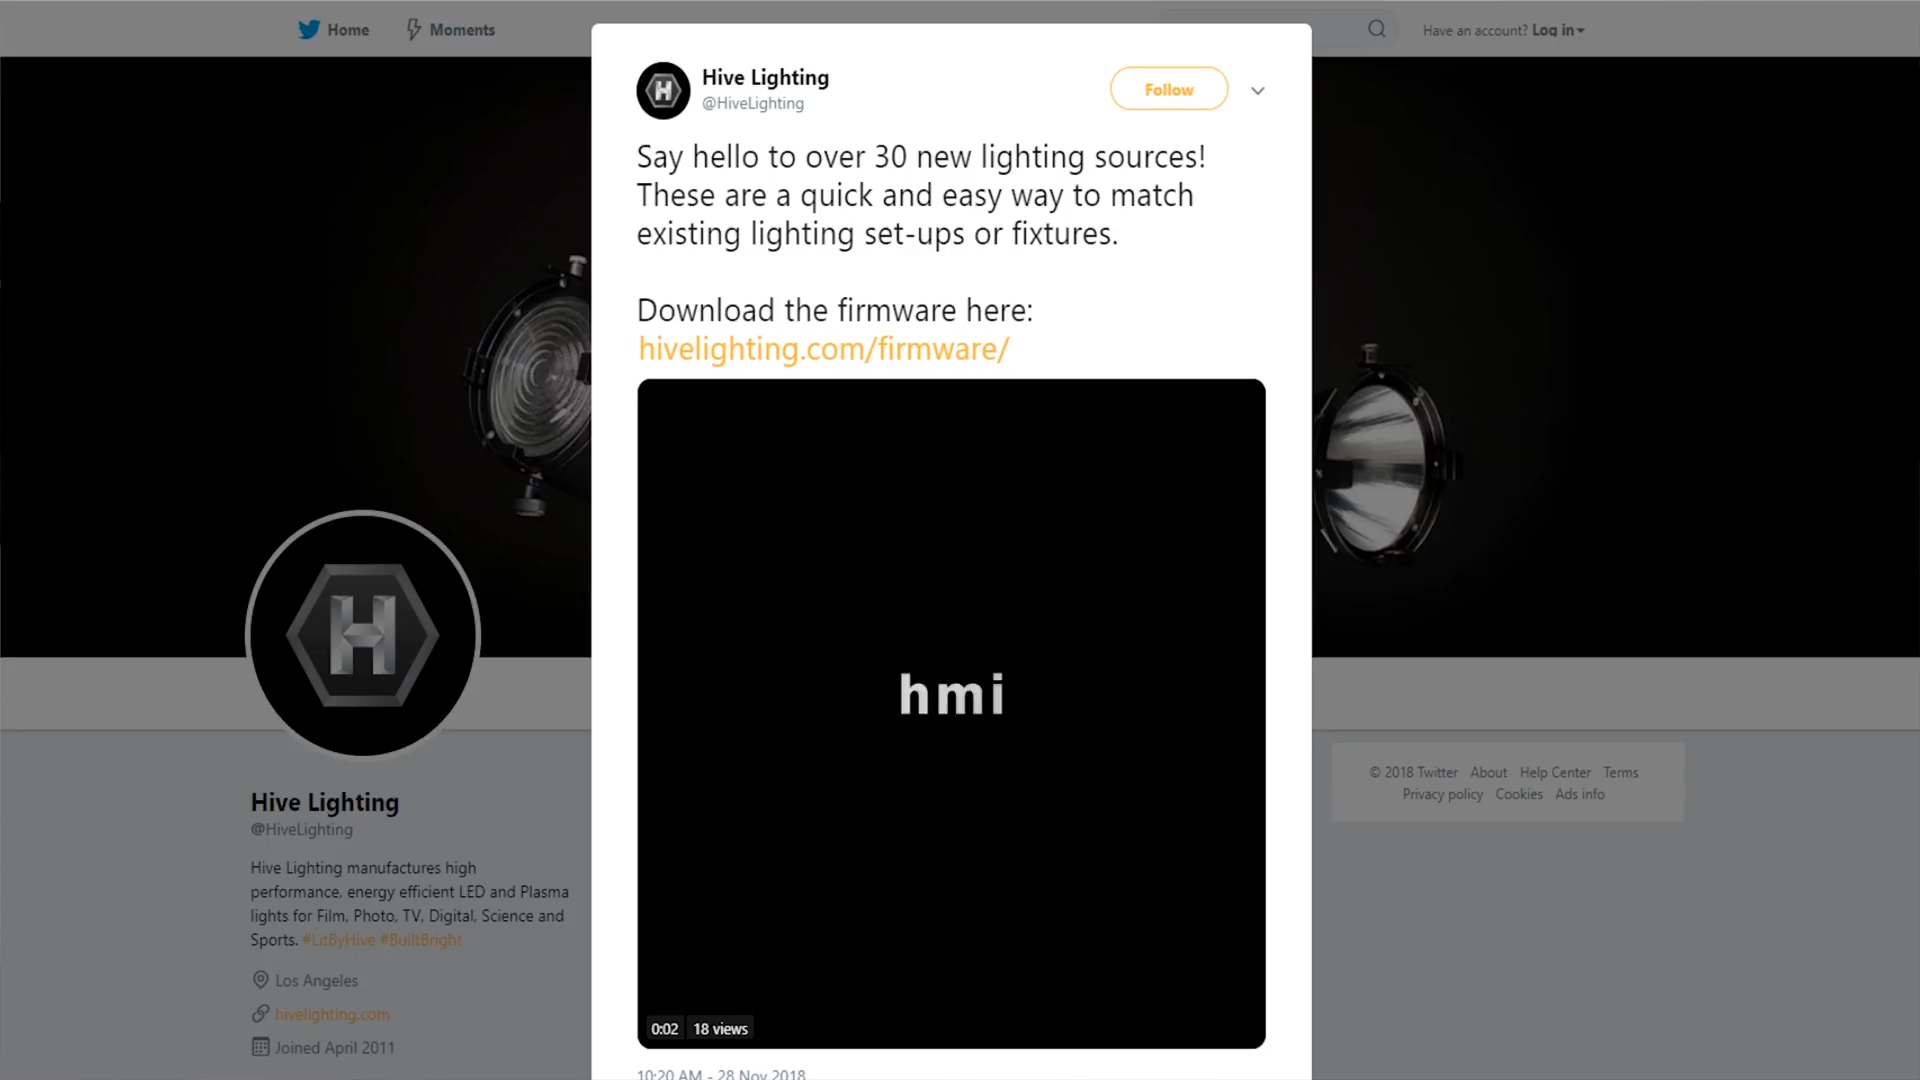 Home
Moments
Have an account? Log in
Hive Lighting
@HiveLighting
Follow
Say hello to over 30 new lighting sources!
These are a quick and easy way to match
existing lighting set-ups or fixtures.
Download the firmware here:
hivelighting.com/firmware/
hmi
0:02 18 views
10:20 AM - 28 Nov 2018
H
Hive Lighting
@HiveLighting
Hive Lighting manufactures high
performance, energy efficient LED and Plasma
lights for Film, Photo, TV, Digital, Science and
Sports. #LitByHive #BuiltBright
Los Angeles
hivelighting.com
Joined April 2011
© 2018 Twitter About Help Center Terms
Privacy policy Cookies Ads info